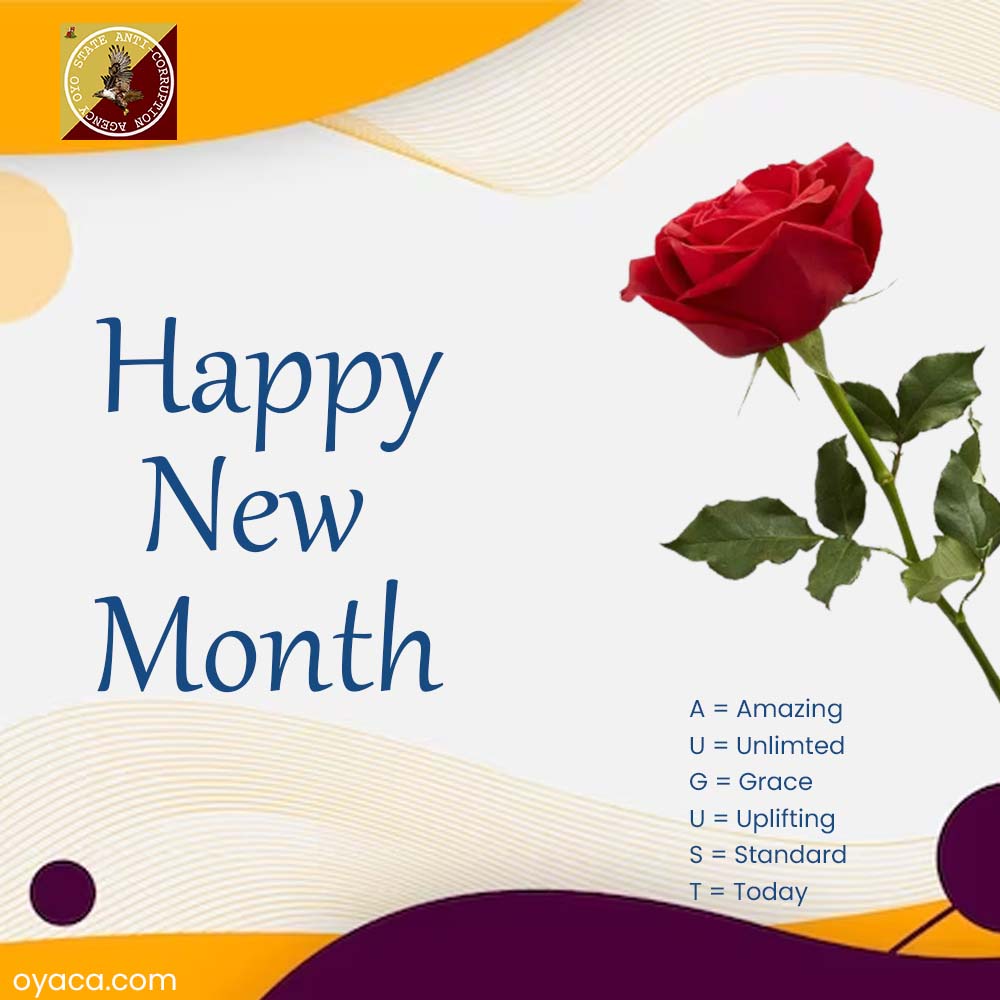 OYO STATE ANTI-CORRUPTION AGENCY
Happy
New
Month
A = Amazing
U = Unlimted
G = Grace
U = Uplifting
S = Standard
T = Today
oyaca.com